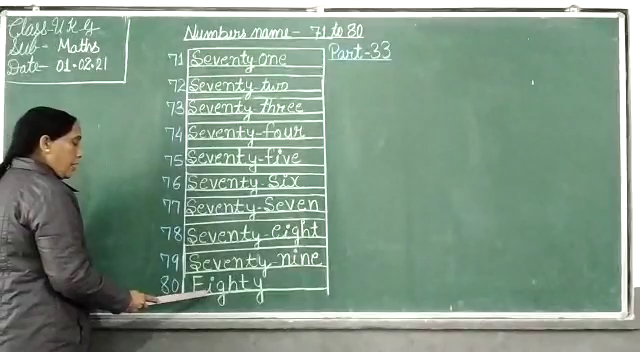 Class-U.K.G
Sub- Maths
Date- 01.02.21
Numbers name- 71 to 80
Part-33
71 Seventy one
72 Seventy-two
73 Seventy-three
74 Seventy-four
75 Seventy-five
76 Seventy-Six
77 Seventy-Seven
78 Seventy-eight
79 Seventy-nine
80 Eighty